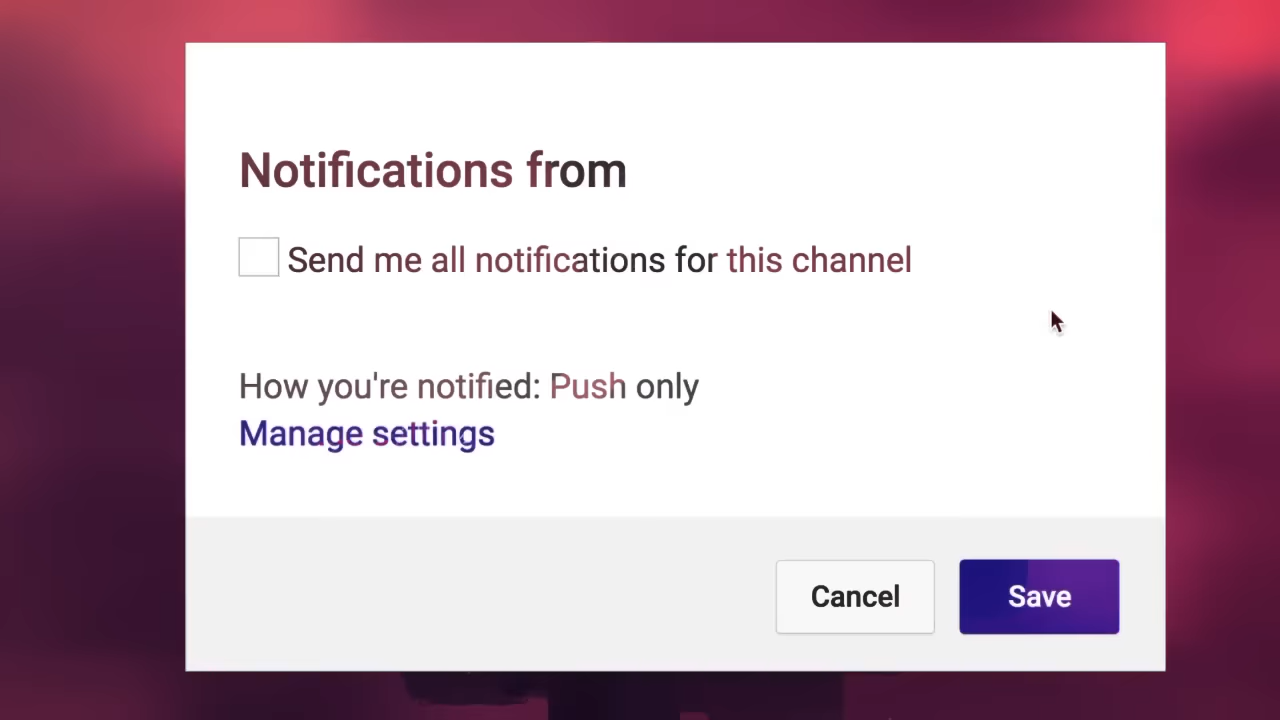 Notifications from
Send me all notifications for this channel
How you're notified: Push only
Manage settings
Cancel Save